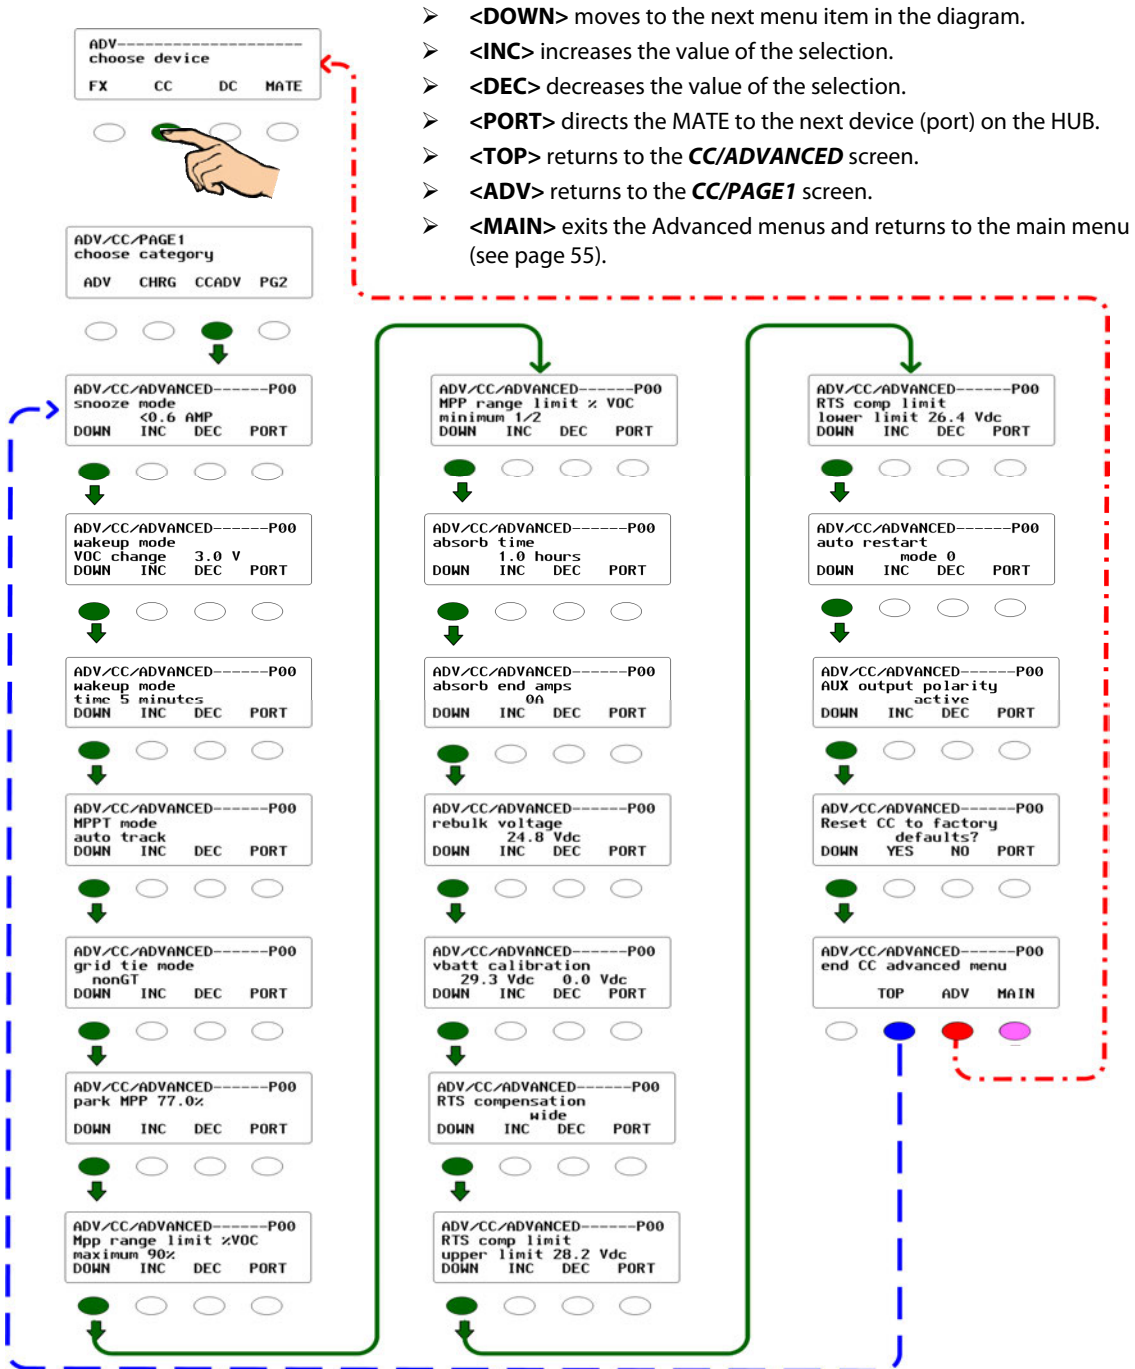 ➢ <DOWN> moves to the next menu item in the diagram.
➢ <INC> increases the value of the selection.
➢ <DEC> decreases the value of the selection.
➢ <PORT> directs the MATE to the next device (port) on the HUB.
➢ <TOP> returns to the CC/ADVANCED screen.
➢ <ADV> returns to the CC/PAGE1 screen.
➢ <MAIN> exits the Advanced menus and returns to the main menu
(see page 55).
ADV---------------------
choose device
FX CC DC MATE
ADV/CC/PAGE1
choose category
ADV CHRG CCADV PG2
ADV/CC/ADVANCED------P00
snooze mode
<0.6 AMP
DOWN INC DEC PORT
ADV/CC/ADVANCED------P00
wakeup mode
VOC change 3.0 V
DOWN INC DEC PORT
ADV/CC/ADVANCED------P00
wakeup mode
time 5 minutes
DOWN INC DEC PORT
ADV/CC/ADVANCED------P00
MPPT mode
auto track
DOWN INC DEC PORT
ADV/CC/ADVANCED------P00
grid tie mode
nonGT
DOWN INC DEC PORT
ADV/CC/ADVANCED------P00
park MPP 77.0%
DOWN INC DEC PORT
ADV/CC/ADVANCED------P00
Mpp range limit %VOC
maximum 90%
DOWN INC DEC PORT
ADV/CC/ADVANCED------P00
MPP range limit % VOC
minimum 1/2
DOWN INC DEC PORT
ADV/CC/ADVANCED------P00
absorb time
1.0 hours
DOWN INC DEC PORT
ADV/CC/ADVANCED------P00
absorb end amps
0A
DOWN INC DEC PORT
ADV/CC/ADVANCED------P00
rebulk voltage
24.8 Vdc
DOWN INC DEC PORT
ADV/CC/ADVANCED------P00
vbatt calibration
29.3 Vdc 0.0 Vdc
DOWN INC DEC PORT
ADV/CC/ADVANCED------P00
RTS compensation
wide
DOWN INC DEC PORT
ADV/CC/ADVANCED------P00
RTS comp limit
upper limit 28.2 Vdc
DOWN INC DEC PORT
ADV/CC/ADVANCED------P00
RTS comp limit
lower limit 26.4 Vdc
DOWN INC DEC PORT
ADV/CC/ADVANCED------P00
auto restart
mode 0
DOWN INC DEC PORT
ADV/CC/ADVANCED------P00
AUX output polarity
active
DOWN INC DEC PORT
ADV/CC/ADVANCED------P00
Reset CC to factory
defaults?
DOWN YES NO PORT
ADV/CC/ADVANCED------P00
end CC advanced menu
TOP ADV MAIN